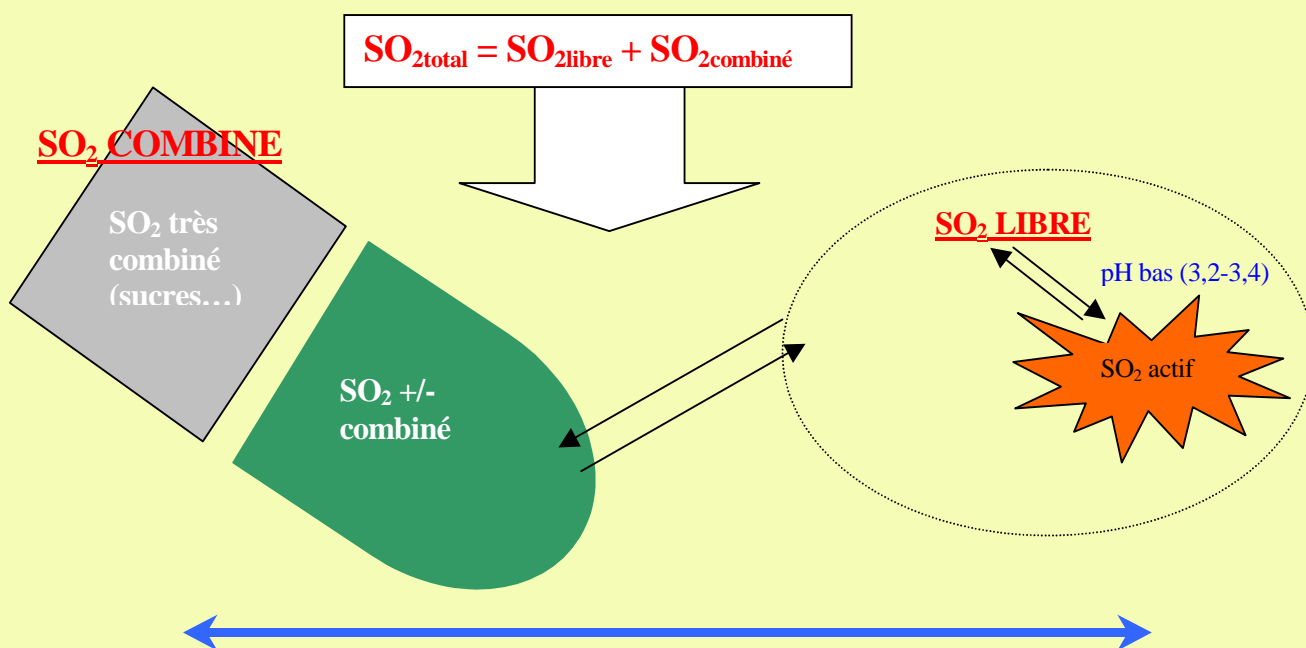 SO₂total = SO₂libre + SO₂combiné
SO₂ COMBINE
SO₂ très
combiné
(sucres…)
SO₂ +/-
combiné
SO₂ LIBRE
pH bas (3,2-3,4)
SO₂ actif